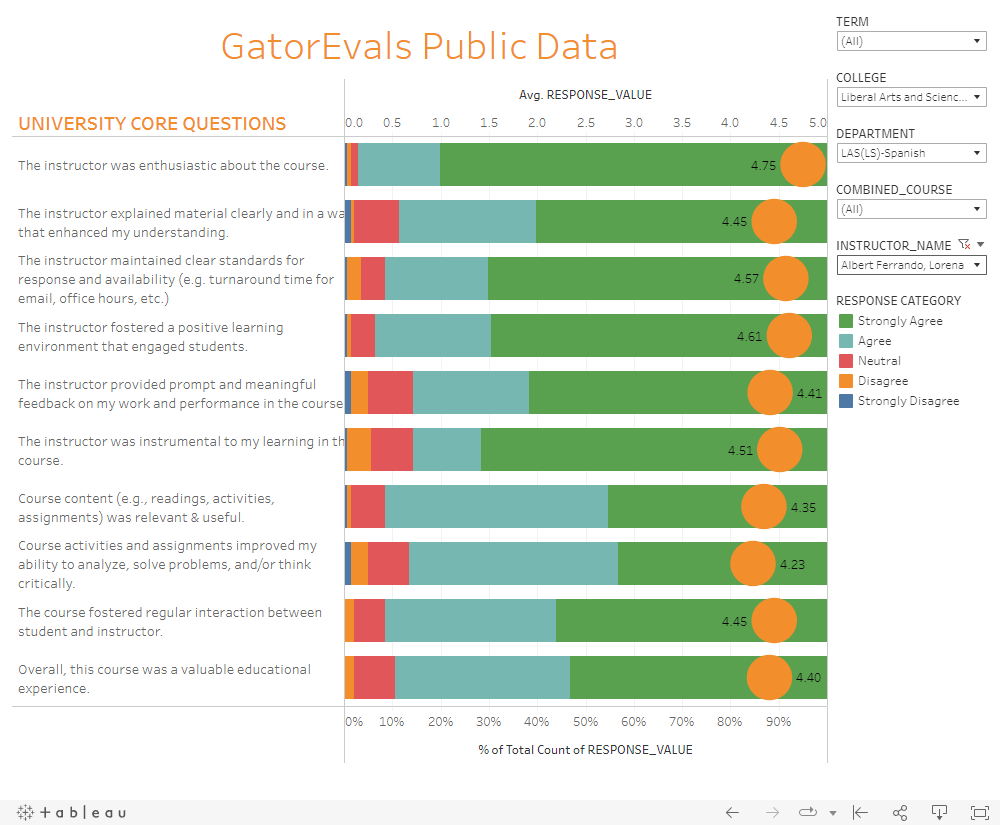 GatorEvals Public Data
TERM
(All)
COLLEGE
Liberal Arts and Scienc...
DEPARTMENT
LAS(LS)-Spanish
COMBINED_COURSE
(All)
INSTRUCTOR_NAME
Albert Ferrando, Lorena
RESPONSE CATEGORY
Strongly Agree
Agree
Neutral
Disagree
Strongly Disagree
Avg. RESPONSE_VALUE
UNIVERSITY CORE QUESTIONS
0.0 0.5 1.0 1.5 2.0 2.5 3.0 3.5 4.0 4.5 5.0
The instructor was enthusiastic about the course.
4.75
The instructor explained material clearly and in a wa
that enhanced my understanding.
4.45
The instructor maintained clear standards for
response and availability (e.g. turnaround time for
email, office hours, etc.)
4.57
The instructor fostered a positive learning
environment that engaged students.
4.61
The instructor provided prompt and meaningful
feedback on my work and performance in the course
4.41
The instructor was instrumental to my learning in th
course.
4.51
Course content (e.g., readings, activities,
assignments) was relevant & useful.
4.35
Course activities and assignments improved my
ability to analyze, solve problems, and/or think
critically.
4.23
The course fostered regular interaction between
student and instructor.
4.45
Overall, this course was a valuable educational
experience.
4.40
0% 10% 20% 30% 40% 50% 60% 70% 80% 90%
% of Total Count of RESPONSE_VALUE
tableau